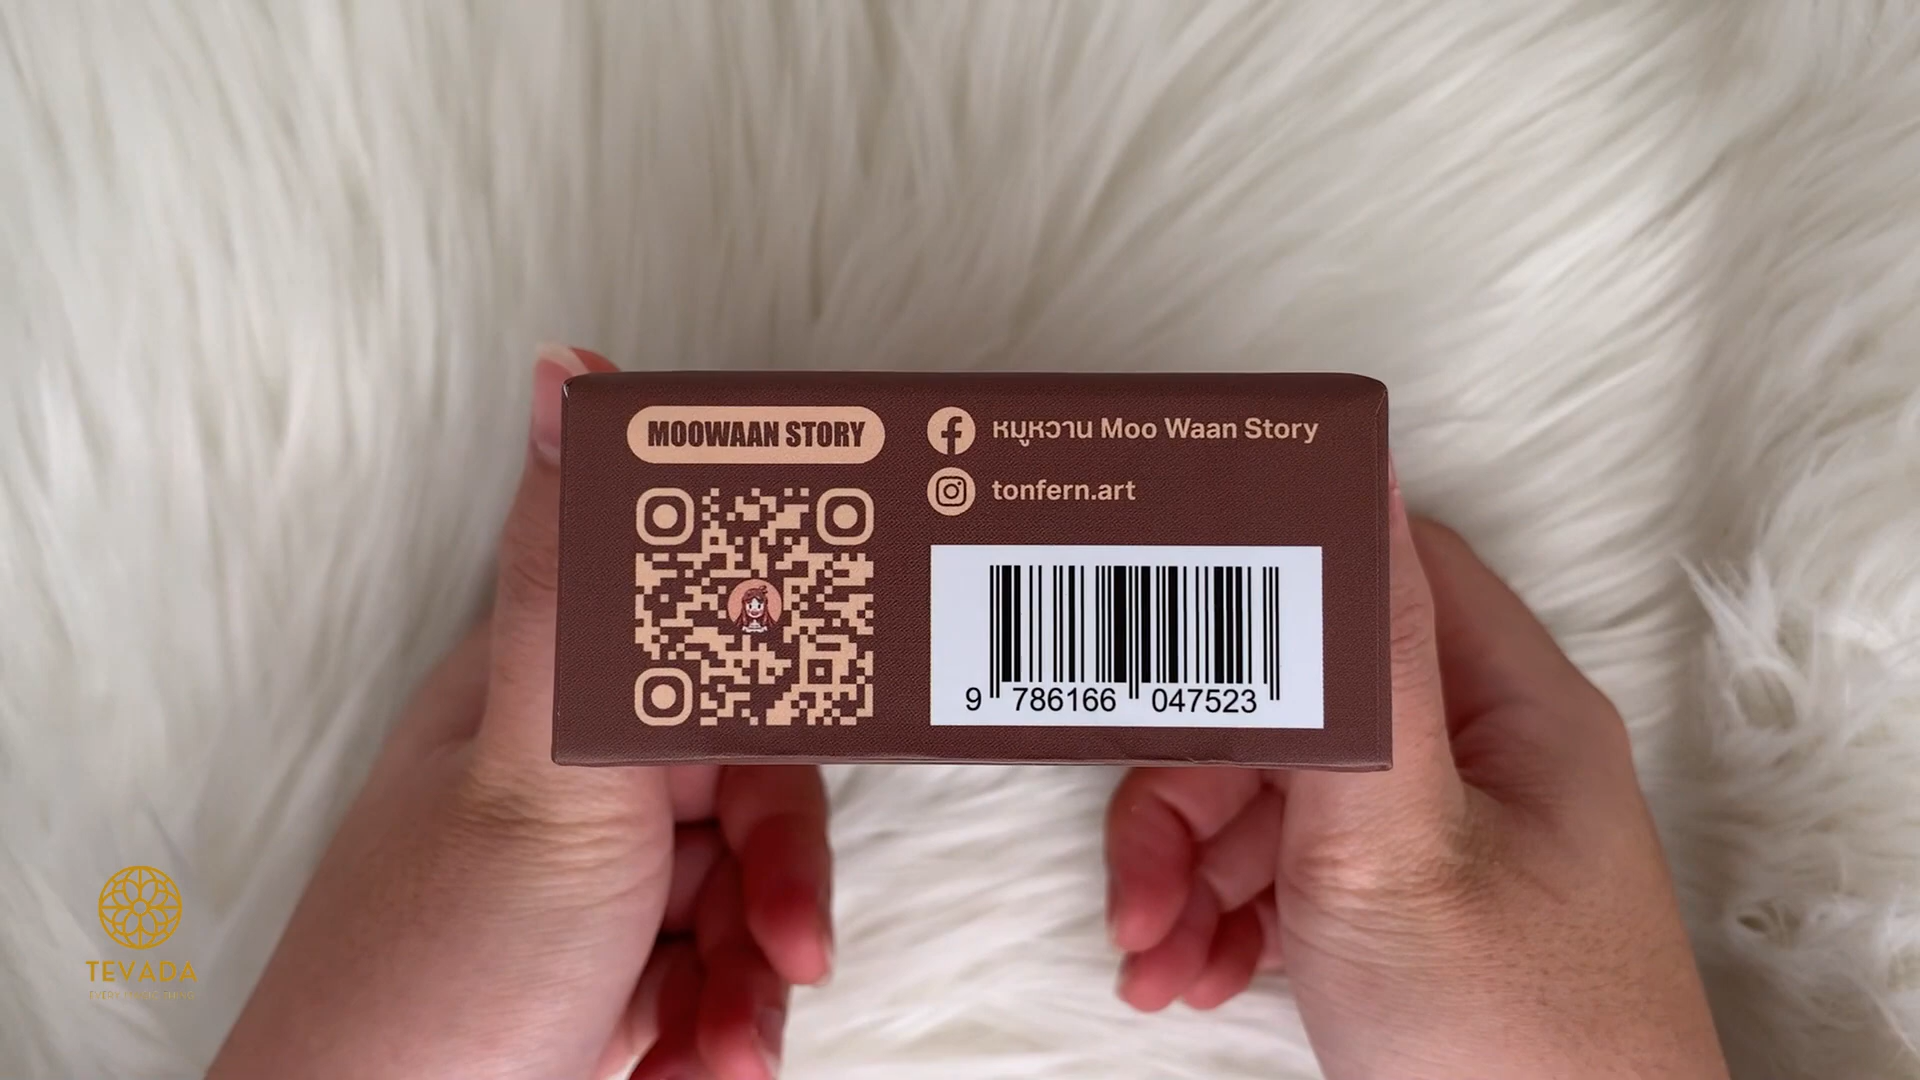 MOOWAAN STORY
หมูหวาน Moo Waan Story
tonfern.art
9 786166 047523
TEVADA